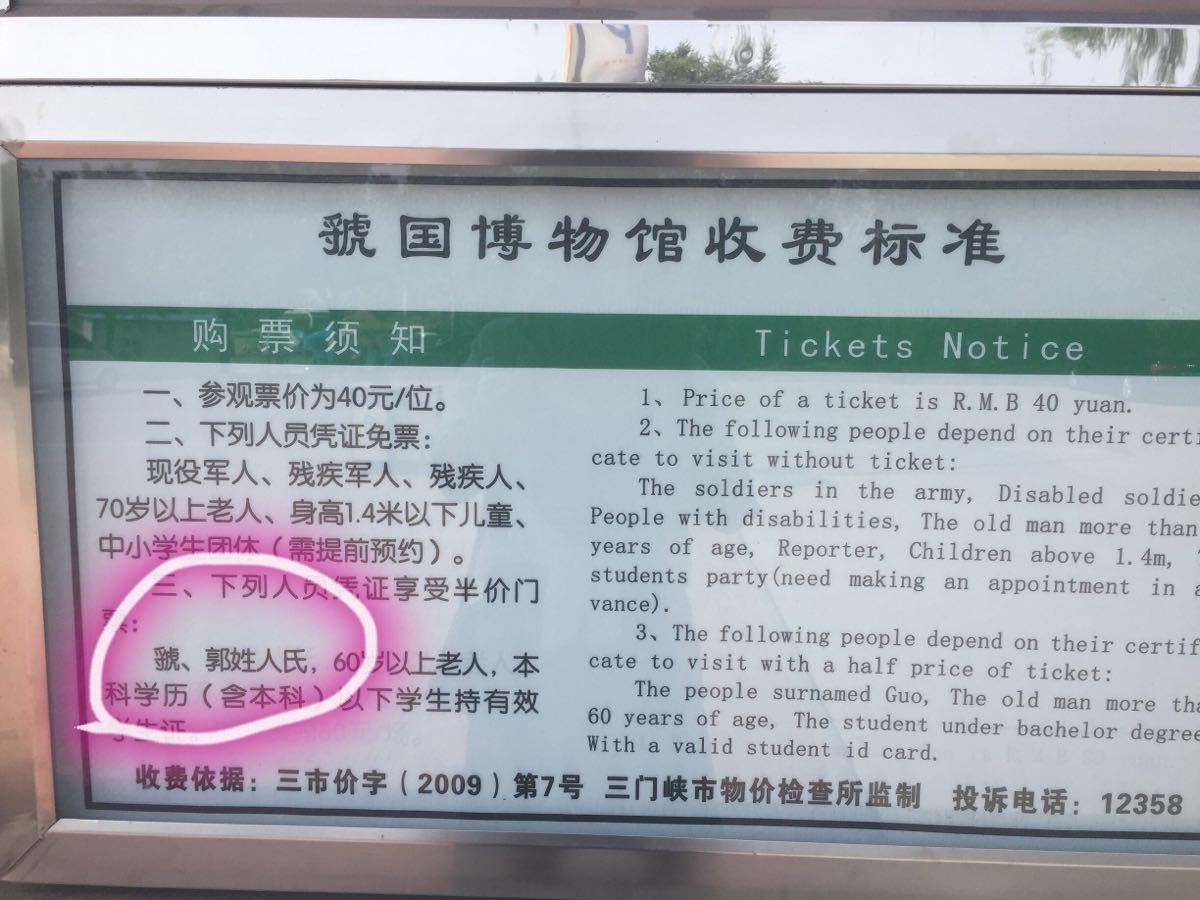 虢国博物馆收费标准
购票须知
Tickets Notice
一、参观票价为40元/位。
二、下列人员凭证免票：
现役军人、残疾军人、残疾人、
70岁以上老人、身高1.4米以下儿童、
中小学生团体（需提前预约）。
三、下列人员凭证享受半价门
票：
虢、郭姓人氏，60岁以上老人，本
科学历（含本科）以下学生持有效
学生证。
1、Price of a ticket is R.M.B 40 yuan.
2、The following people depend on their certi
cate to visit without ticket:
The soldiers in the army, Disabled soldie
People with disabilities, The old man more than
years of age, Reporter, Children above 1.4m,
students party(need making an appointment in a
vance).
3、The following people depend on their certif
cate to visit with a half price of ticket:
The people surnamed Guo, The old man more tha
60 years of age, The student under bachelor degree
With a valid student id card.
收费依据：三市价字（2009）第7号 三门峡市物价检查所监制 投诉电话：12358